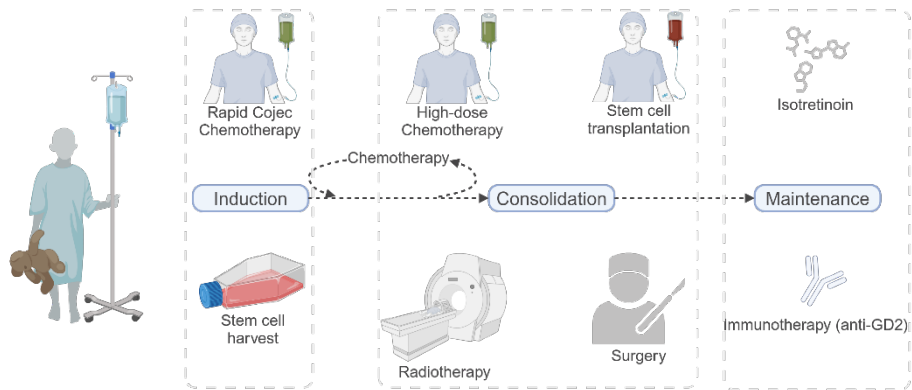 Rapid Cojec
Chemotherapy
High-dose
Chemotherapy
Stem cell
transplantation
Isotretinoin
Chemotherapy
Induction
Consolidation
Maintenance
Stem cell
harvest
Radiotherapy
Surgery
Immunotherapy (anti-GD2)